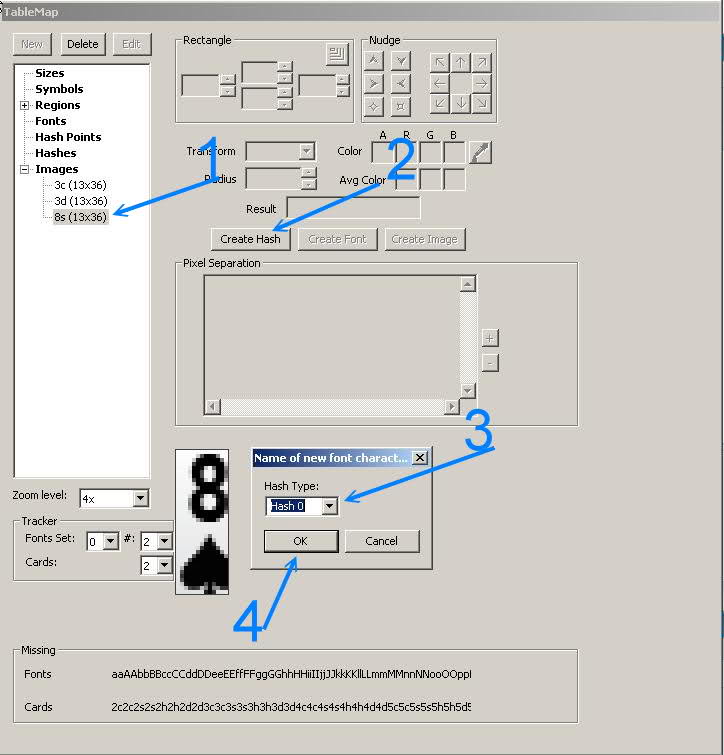 TableMap
New Delete Edit
Sizes
Symbols
Regions
Fonts
Hash Points
Hashes
Images
3c (13x36)
3d (13x36)
8s (13x36)
Rectangle
Nudge
A R G B
Transform
Color
Radius
Avg Color
Result
Create Hash Create Font Create Image
Pixel Separation
+
-
1
2
3
4
Zoom level: 4x
Tracker
Fonts Set: 0 #: 2
Cards: 2
8
Name of new font charact...
Hash Type:
Hash 0
OK Cancel
Missing
Fonts aaAAbbBBccCCddDDeeEEffFFggGGhhHHiiIIjjJJkkKKllLLmmMMnnNNooOOppI
Cards 2c2c2s2s2h2h2d2d3c3c3s3s3h3h3d3d4c4c4s4s4h4h4d4d5c5c5s5s5h5h5d5